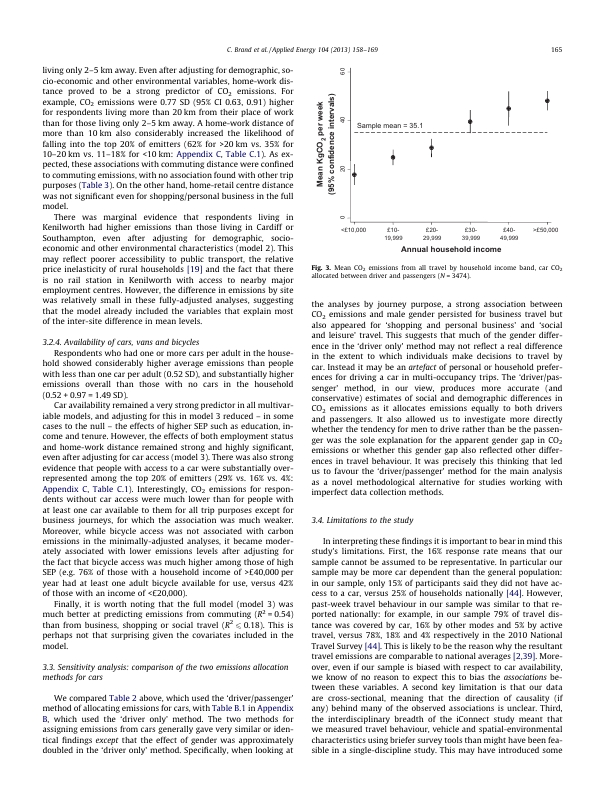 C. Brand et al. / Applied Energy 104 (2013) 158–169
165
living only 2–5 km away. Even after adjusting for demographic, so-
cio-economic and other environmental variables, home-work dis-
tance proved to be a strong predictor of CO2 emissions. For
example, CO2 emissions were 0.77 SD (95% CI 0.63, 0.91) higher
for respondents living more than 20 km from their place of work
than for those living only 2–5 km away. A home-work distance of
more than 10 km also considerably increased the likelihood of
falling into the top 20% of emitters (62% for >20 km vs. 35% for
10–20 km vs. 11–18% for <10 km: Appendix C, Table C.1). As ex-
pected, these associations with commuting distance were confined
to commuting emissions, with no association found with other trip
purposes (Table 3). On the other hand, home-retail centre distance
was not significant even for shopping/personal business in the full
model.
There was marginal evidence that respondents living in
Kenilworth had higher emissions than those living in Cardiff or
Southampton, even after adjusting for demographic, socio-
economic and other environmental characteristics (model 2). This
may reflect poorer accessibility to public transport, the relative
price inelasticity of rural households [19] and the fact that there
is no rail station in Kenilworth with access to nearby major
employment centres. However, the difference in emissions by site
was relatively small in these fully-adjusted analyses, suggesting
that the model already included the variables that explain most
of the inter-site difference in mean levels.
3.2.4. Availability of cars, vans and bicycles
Respondents who had one or more cars per adult in the house-
hold showed considerably higher average emissions than people
with less than one car per adult (0.52 SD), and substantially higher
emissions overall than those with no cars in the household
(0.52 + 0.97 = 1.49 SD).
Car availability remained a very strong predictor in all multivar-
iable models, and adjusting for this in model 3 reduced – in some
cases to the null – the effects of higher SEP such as education, in-
come and tenure. However, the effects of both employment status
and home-work distance remained strong and highly significant,
even after adjusting for car access (model 3). There was also strong
evidence that people with access to a car were substantially over-
represented among the top 20% of emitters (29% vs. 16% vs. 4%:
Appendix C, Table C.1). Interestingly, CO2 emissions for respon-
dents without car access were much lower than for people with
at least one car available to them for all trip purposes except for
business journeys, for which the association was much weaker.
Moreover, while bicycle access was not associated with carbon
emissions in the minimally-adjusted analyses, it became moder-
ately associated with lower emissions levels after adjusting for
the fact that bicycle access was much higher among those of high
SEP (e.g. 76% of those with a household income of >£40,000 per
year had at least one adult bicycle available for use, versus 42%
of those with an income of <£20,000).
Finally, it is worth noting that the full model (model 3) was
much better at predicting emissions from commuting (R2 = 0.54)
than from business, shopping or social travel (R2 ⩽ 0.18). This is
perhaps not that surprising given the covariates included in the
model.
3.3. Sensitivity analysis: comparison of the two emissions allocation
methods for cars
We compared Table 2 above, which used the 'driver/passenger'
method of allocating emissions for cars, with Table B.1 in Appendix
B, which used the 'driver only' method. The two methods for
assigning emissions from cars generally gave very similar or iden-
tical findings except that the effect of gender was approximately
doubled in the 'driver only' method. Specifically, when looking at
Mean KgCO2 per week
(95% confidence intervals)
60
40
20
0
Sample mean = 35.1
<£10,000
£10-
19,999
£20-
29,999
£30-
39,999
£40-
49,999
>£50,000
Annual household income
Fig. 3. Mean CO2 emissions from all travel by household income band, car CO2
allocated between driver and passengers (N = 3474).
the analyses by journey purpose, a strong association between
CO2 emissions and male gender persisted for business travel but
also appeared for 'shopping and personal business' and 'social
and leisure' travel. This suggests that much of the gender differ-
ence in the 'driver only' method may not reflect a real difference
in the extent to which individuals make decisions to travel by
car. Instead it may be an artefact of personal or household prefer-
ences for driving a car in multi-occupancy trips. The 'driver/pas-
senger' method, in our view, produces more accurate (and
conservative) estimates of social and demographic differences in
CO2 emissions as it allocates emissions equally to both drivers
and passengers. It also allowed us to investigate more directly
whether the tendency for men to drive rather than be the passen-
ger was the sole explanation for the apparent gender gap in CO2
emissions or whether this gender gap also reflected other differ-
ences in travel behaviour. It was precisely this thinking that led
us to favour the 'driver/passenger' method for the main analysis
as a novel methodological alternative for studies working with
imperfect data collection methods.
3.4. Limitations to the study
In interpreting these findings it is important to bear in mind this
study's limitations. First, the 16% response rate means that our
sample cannot be assumed to be representative. In particular our
sample may be more car dependent than the general population:
in our sample, only 15% of participants said they did not have ac-
cess to a car, versus 25% of households nationally [44]. However,
past-week travel behaviour in our sample was similar to that re-
ported nationally: for example, in our sample 79% of travel dis-
tance was covered by car, 16% by other modes and 5% by active
travel, versus 78%, 18% and 4% respectively in the 2010 National
Travel Survey [44]. This is likely to be the reason why the resultant
travel emissions are comparable to national averages [2,39]. More-
over, even if our sample is biased with respect to car availability,
we know of no reason to expect this to bias the associations be-
tween these variables. A second key limitation is that our data
are cross-sectional, meaning that the direction of causality (if
any) behind many of the observed associations is unclear. Third,
the interdisciplinary breadth of the iConnect study meant that
we measured travel behaviour, vehicle and spatial-environmental
characteristics using briefer survey tools than might have been fea-
sible in a single-discipline study. This may have introduced some